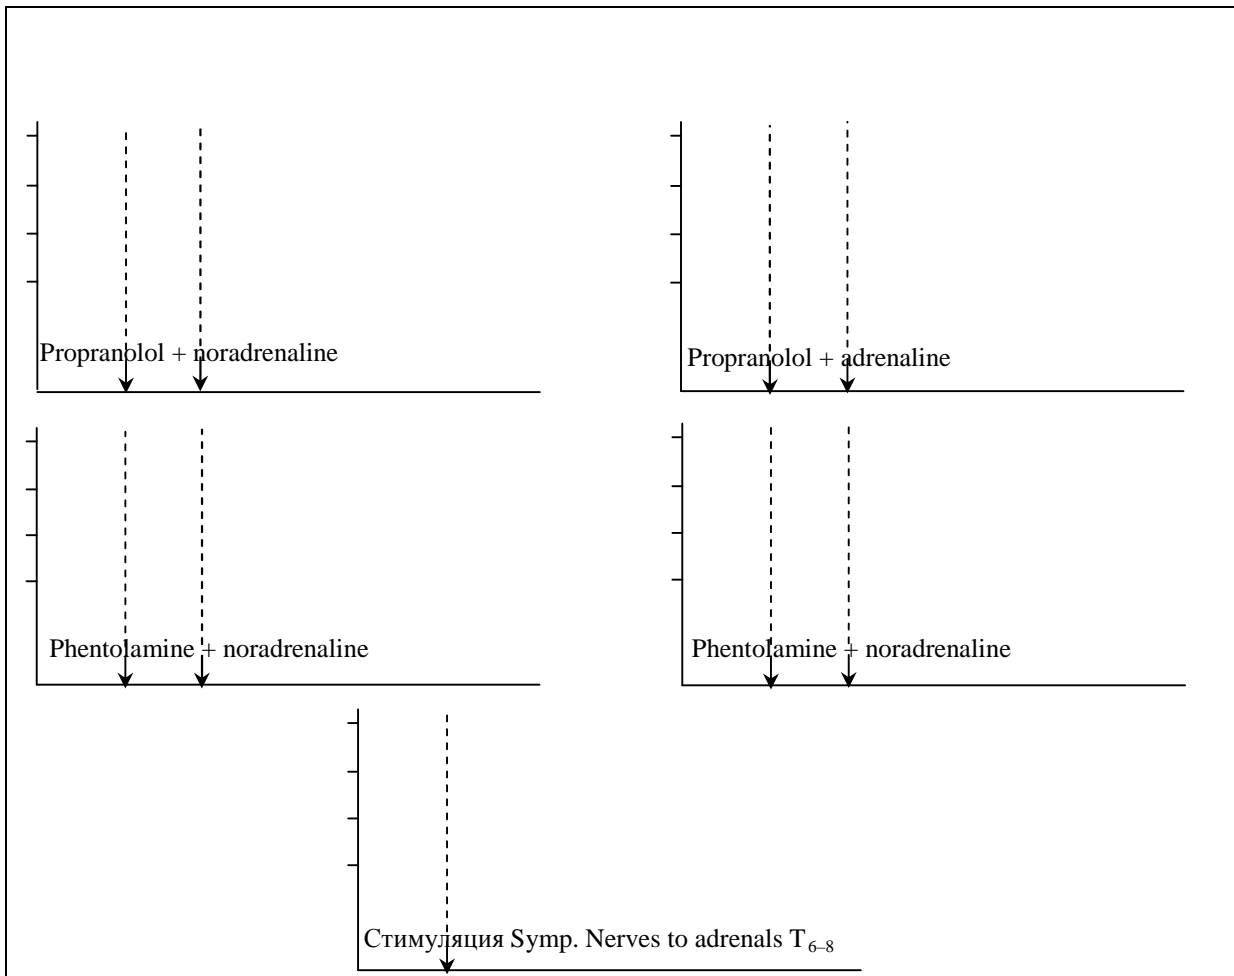 Propranolol + noradrenaline
Propranolol + adrenaline
Phentolamine + noradrenaline
Phentolamine + noradrenaline
Стимуляция Symp. Nerves to adrenals T6–8